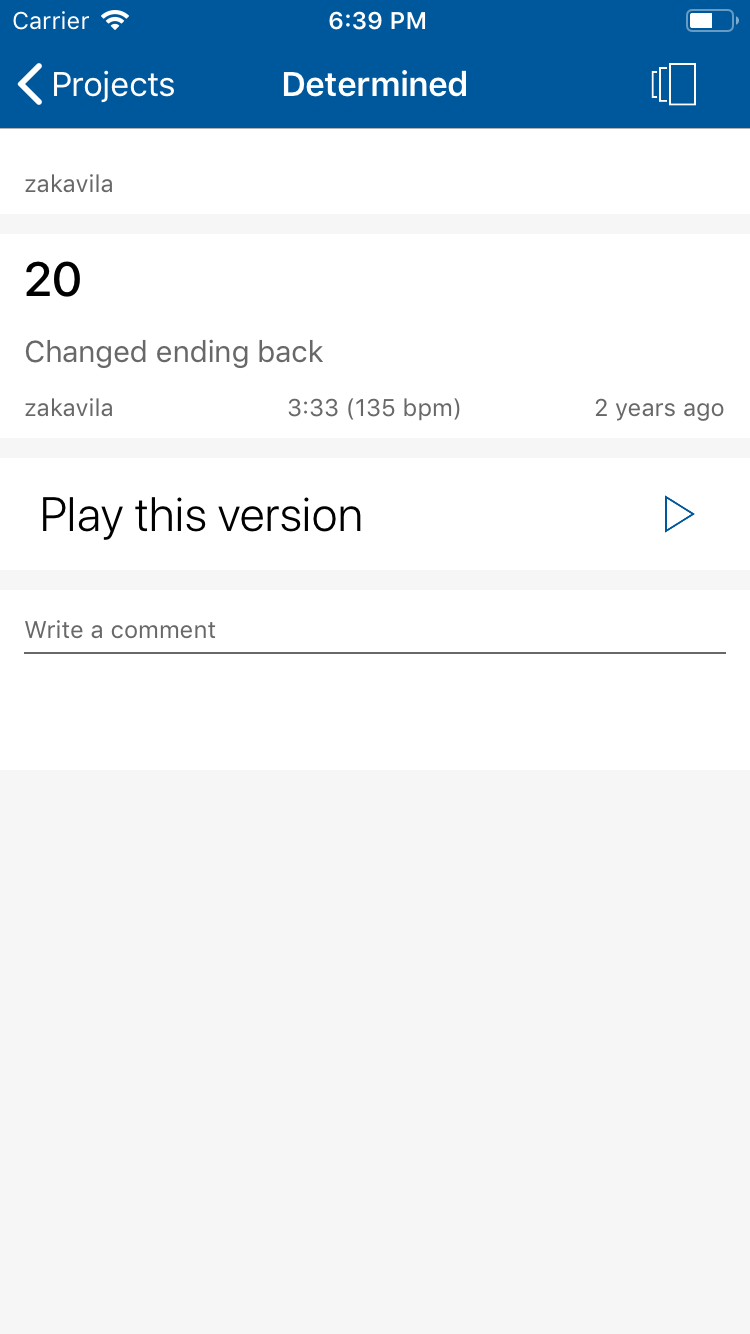 Carrier 6:39 PM
Projects Determined
zakavila
20
Changed ending back
zakavila 3:33 (135 bpm) 2 years ago
Play this version
Write a comment